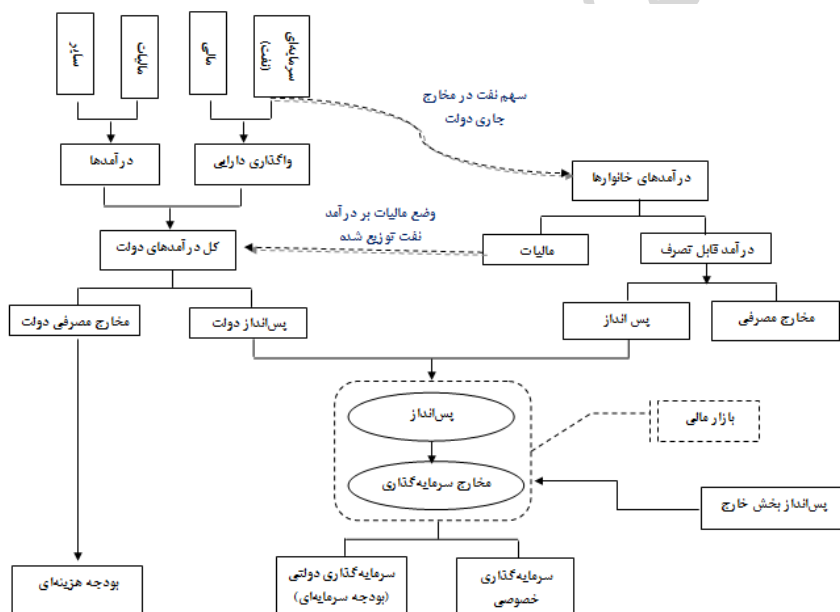 سرمایه‌ای
(نفت)
مالی
مالیات
سایر
سهم نفت در مخارج
جاری دولت
واگذاری دارایی
درآمدها
درآمدهای خانوارها
وضع مالیات بر درآمد
نفت توزیع شده
کل درآمدهای دولت
درآمد قابل تصرف
مالیات
مخارج مصرفی
پس انداز
پس‌انداز دولت
مخارج مصرفی دولت
پس‌انداز
بازار مالی
مخارج سرمایه‌گذاری
پس‌انداز بخش خارج
سرمایه‌گذاری
خصوصی
سرمایه‌گذاری دولتی
(بودجه سرمایه‌ای)
بودجه هزینه‌ای